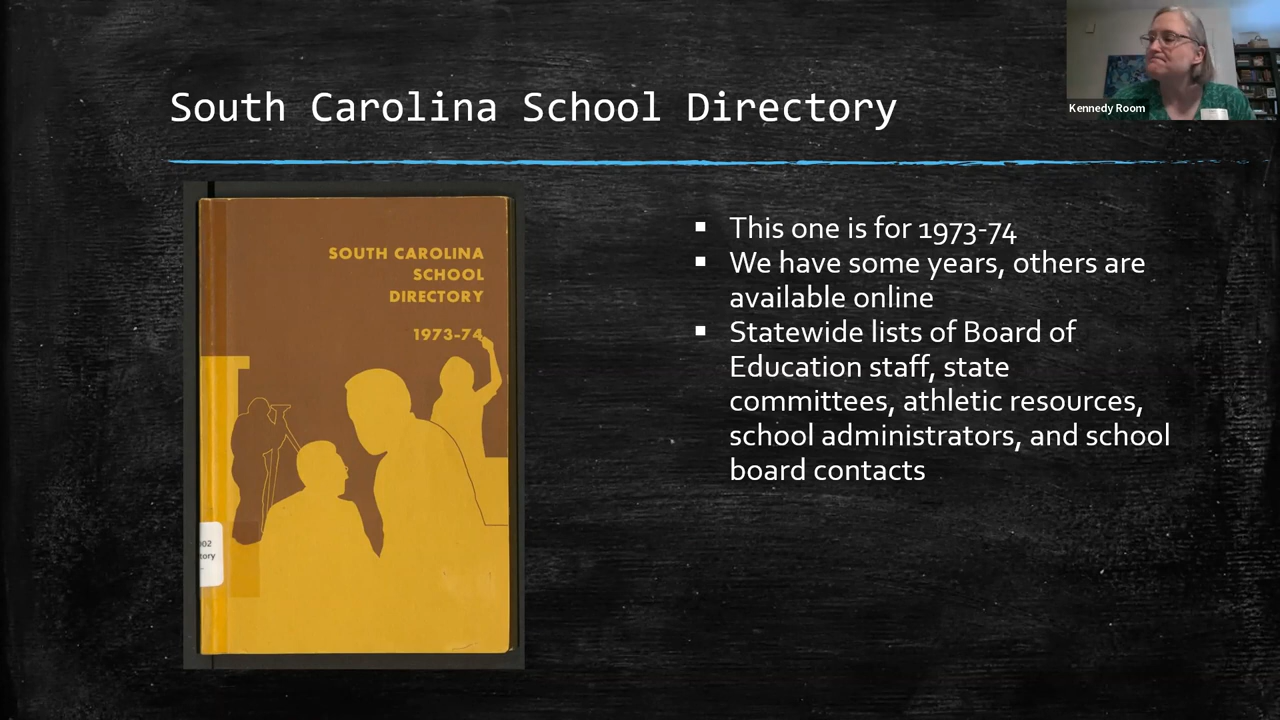 Kennedy Room
South Carolina School Directory
SOUTH CAROLINA
SCHOOL
DIRECTORY
1973-74
tory
▪ This one is for 1973-74
▪ We have some years, others are
available online
▪ Statewide lists of Board of
Education staff, state
committees, athletic resources,
school administrators, and school
board contacts